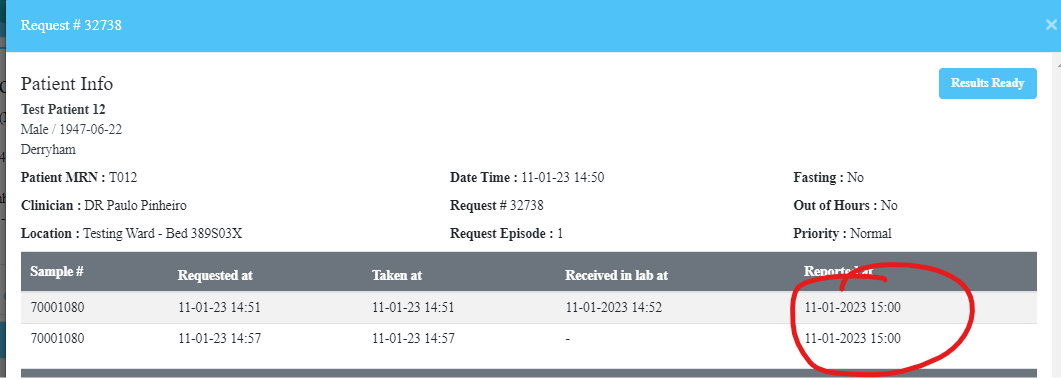 Request # 32738
×
Patient Info
Results Ready
Test Patient 12
Male / 1947-06-22
Derryham
Patient MRN : T012 Date Time : 11-01-23 14:50 Fasting : No
Clinician : DR Paulo Pinheiro Request # 32738 Out of Hours : No
Location : Testing Ward - Bed 389S03X Request Episode : 1 Priority : Normal
Sample # Requested at Taken at Received in lab at Reported at
70001080 11-01-23 14:51 11-01-23 14:51 11-01-2023 14:52 11-01-2023 15:00
70001080 11-01-23 14:57 11-01-23 14:57 - 11-01-2023 15:00